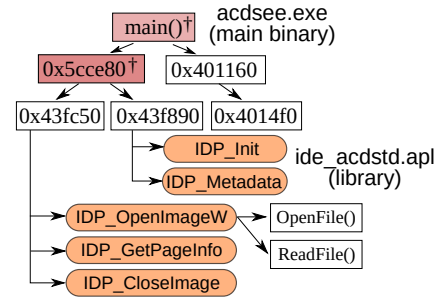 acdsee.exe
(main binary)
main()†
0x5cce80†
0x401160
0x43fc50
0x43f890
0x4014f0
IDP_Init
IDP_Metadata
ide_acdstd.apl
(library)
IDP_OpenImageW
OpenFile()
IDP_GetPageInfo
ReadFile()
IDP_CloseImage